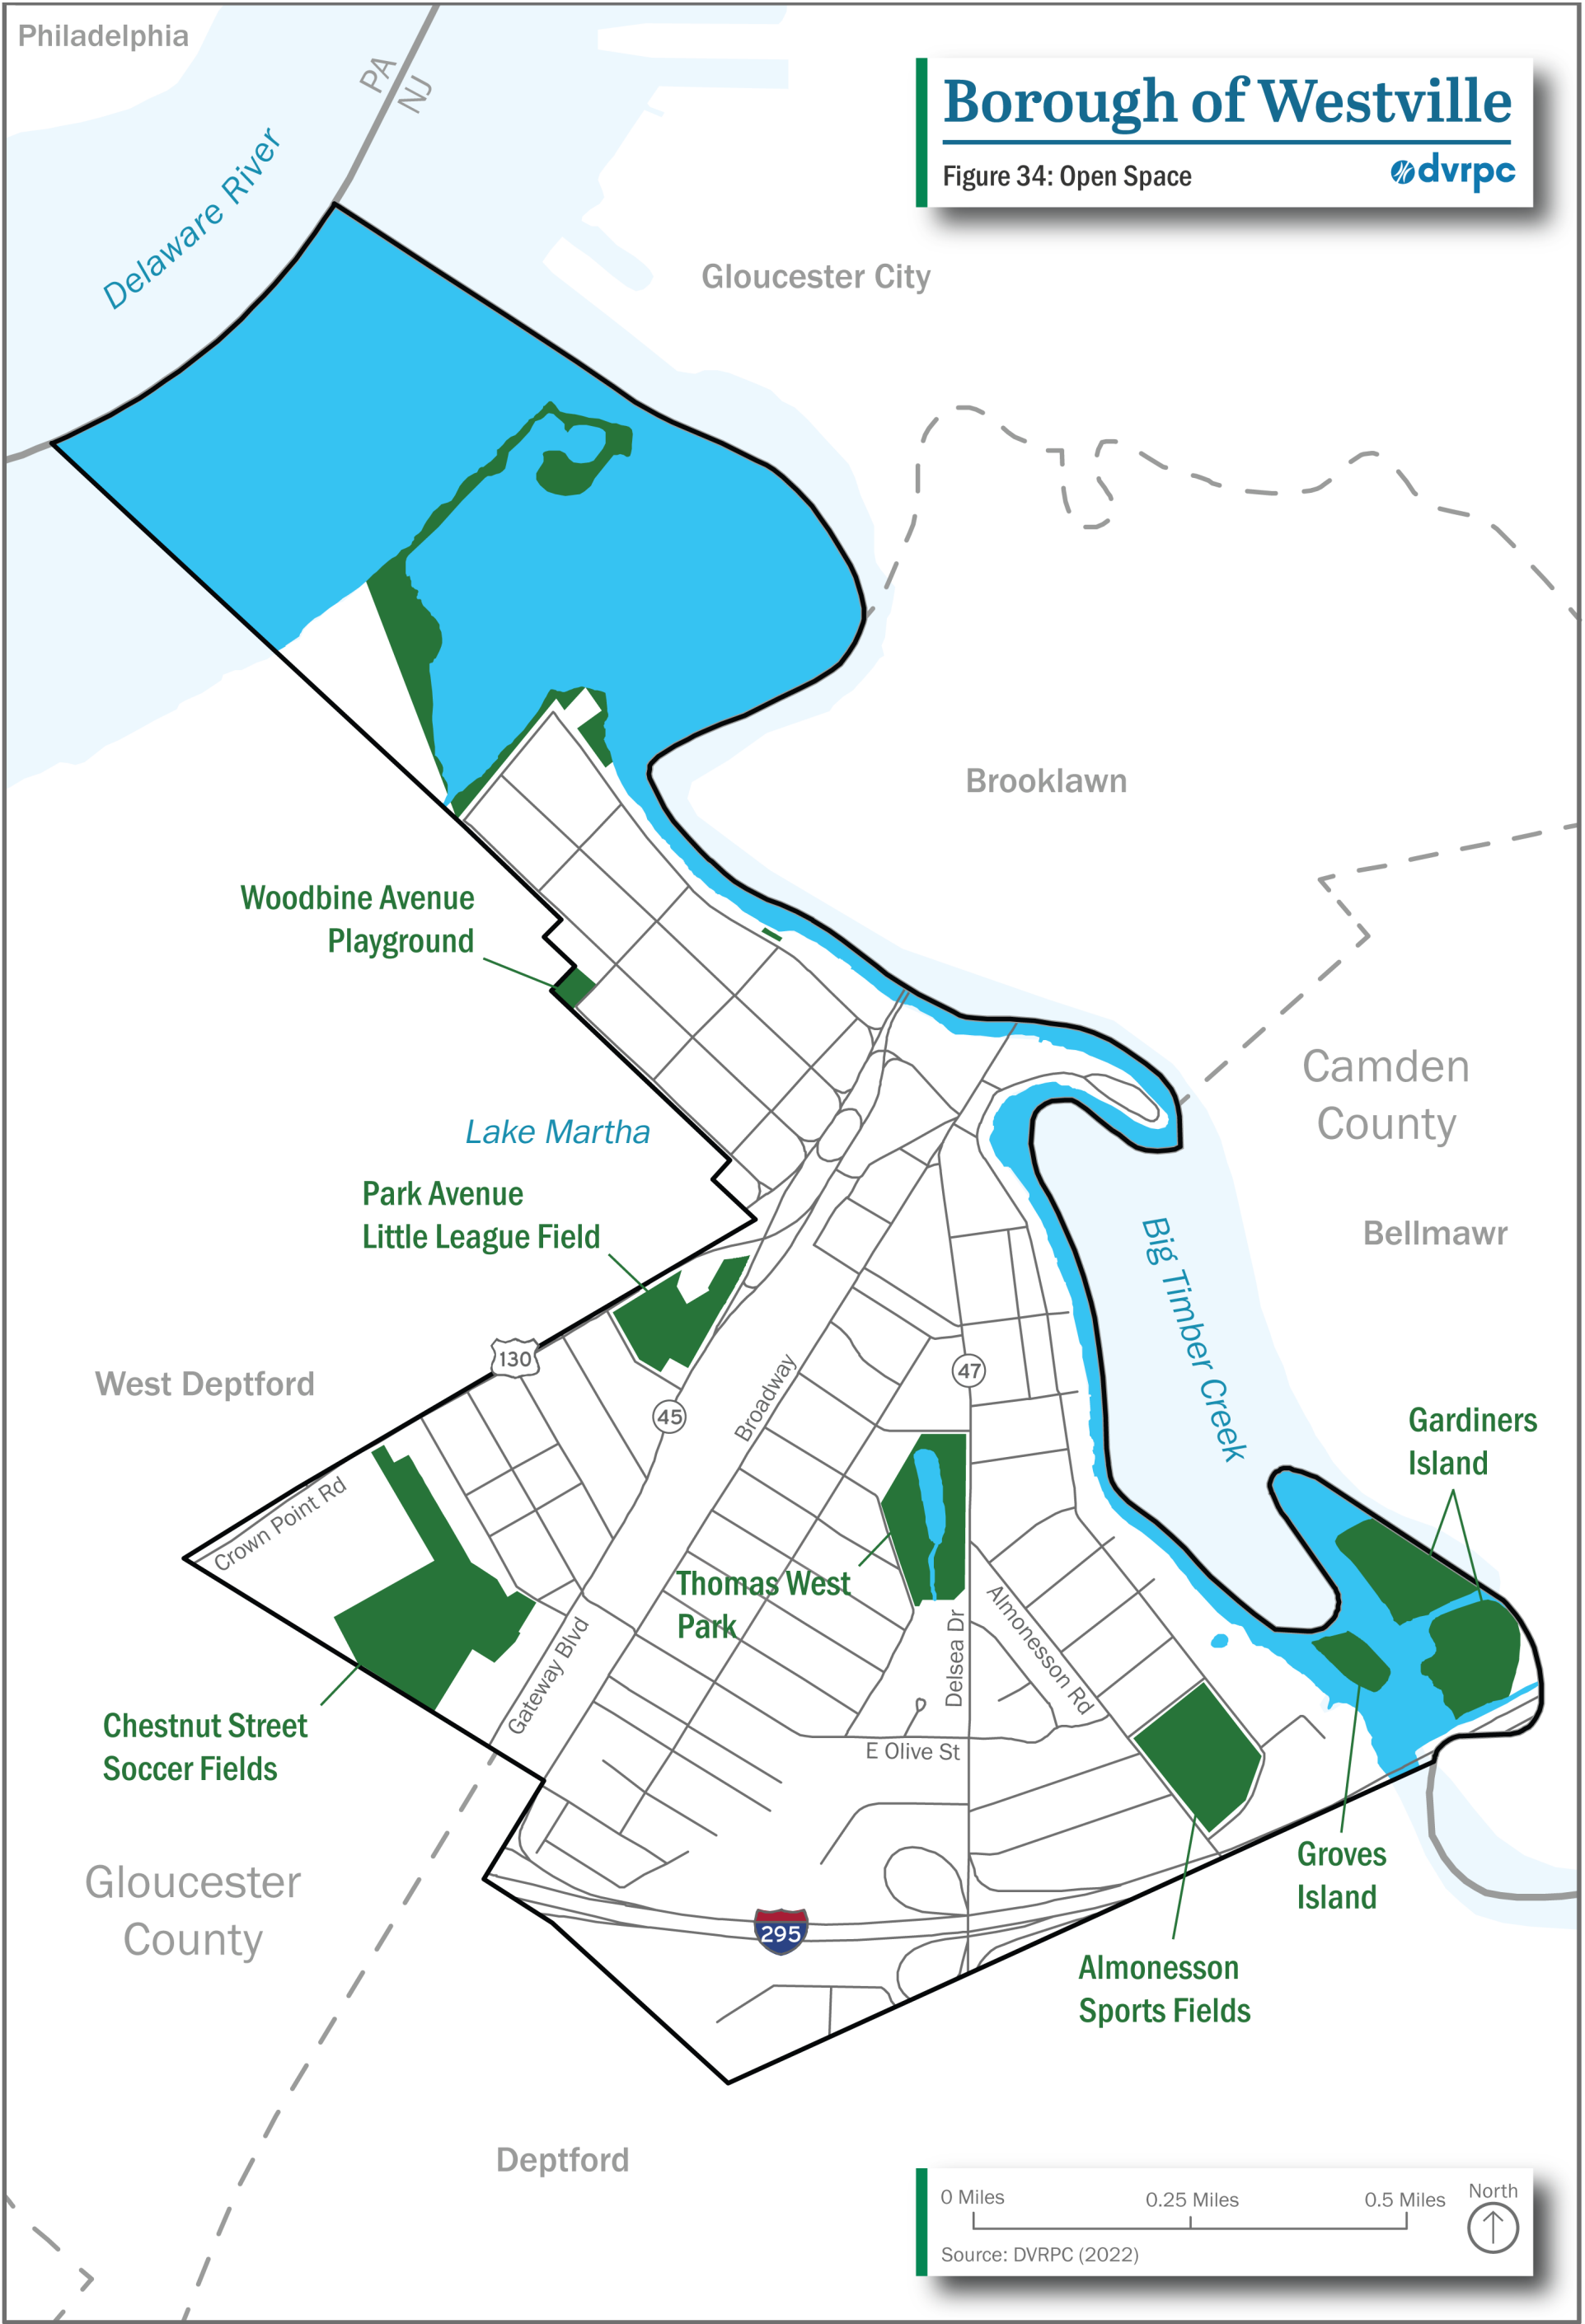 Philadelphia
PA
NJ
Borough of Westville
Figure 34: Open Space
dvrpc
Delaware River
Gloucester City
Brooklawn
Woodbine Avenue
Playground
Camden
County
Lake Martha
Park Avenue
Little League Field
Bellmawr
Big Timber Creek
130
47
West Deptford
45
Broadway
Gardiners
Island
Crown Point Rd
Thomas West
Park
Almonesson Rd
Delsea Dr
Gateway Blvd
Chestnut Street
Soccer Fields
E Olive St
Groves
Island
Gloucester
County
295
Almonesson
Sports Fields
Deptford
0 Miles
0.25 Miles
0.5 Miles
North
Source: DVRPC (2022)